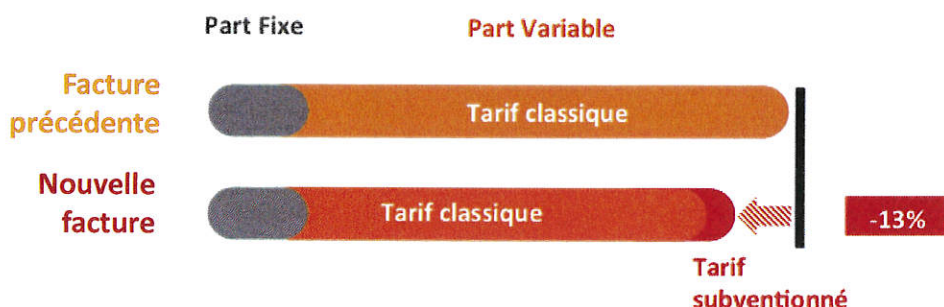 Part Fixe
Part Variable
Facture
précédente
Tarif classique
Nouvelle
facture
Tarif classique
-13%
Tarif
subventionné